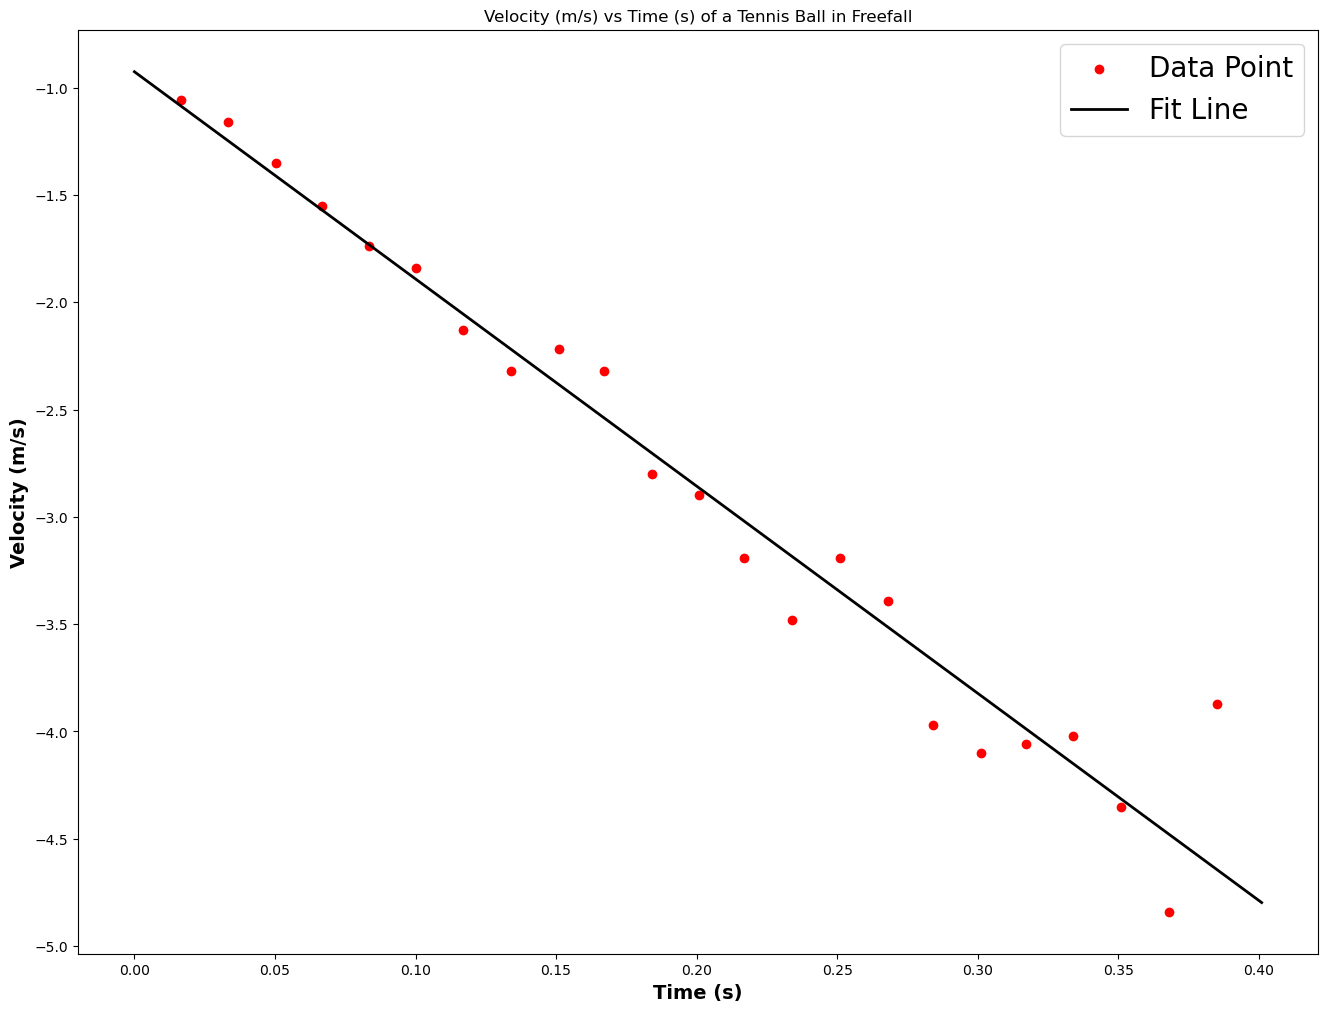 Velocity (m/s) vs Time (s) of a Tennis Ball in Freefall
Data Point
Fit Line
−1.0
−1.5
−2.0
−2.5
−3.0
−3.5
−4.0
−4.5
−5.0
Velocity (m/s)
0.00 0.05 0.10 0.15 0.20 0.25 0.30 0.35 0.40
Time (s)